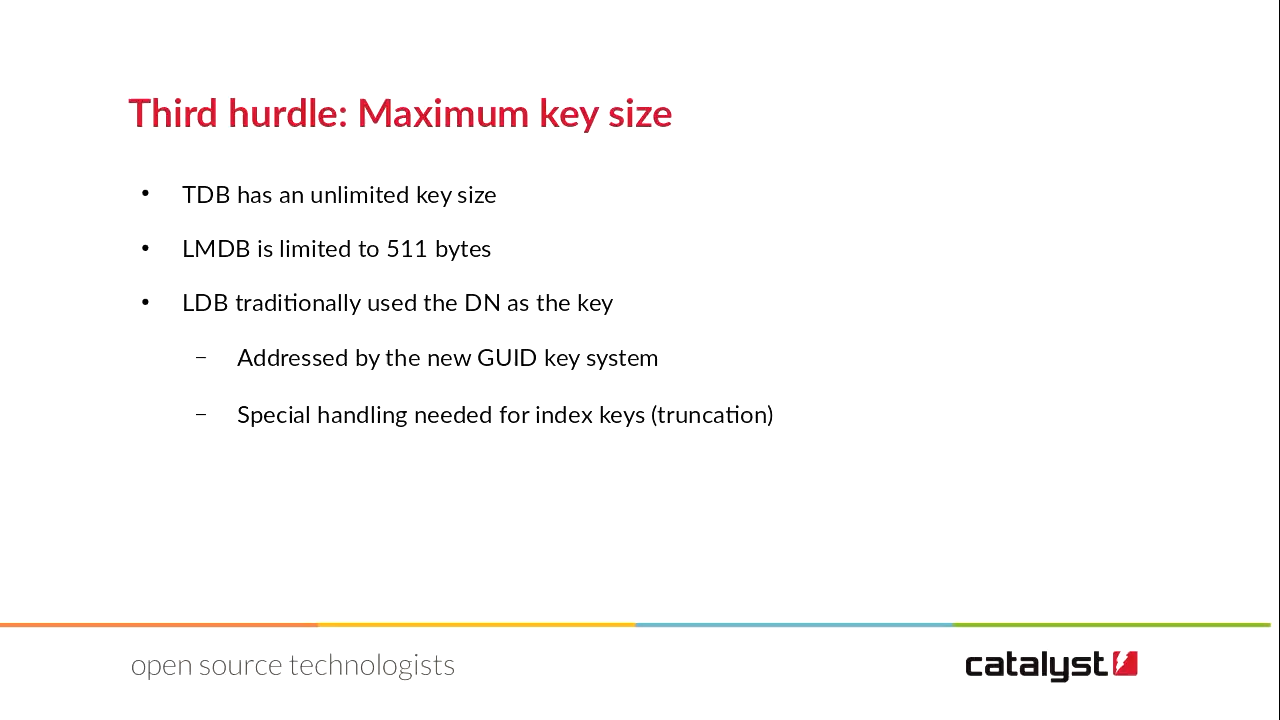 Third hurdle: Maximum key size
• TDB has an unlimited key size
• LMDB is limited to 511 bytes
• LDB traditionally used the DN as the key
– Addressed by the new GUID key system
– Special handling needed for index keys (truncation)
open source technologists
catalyst